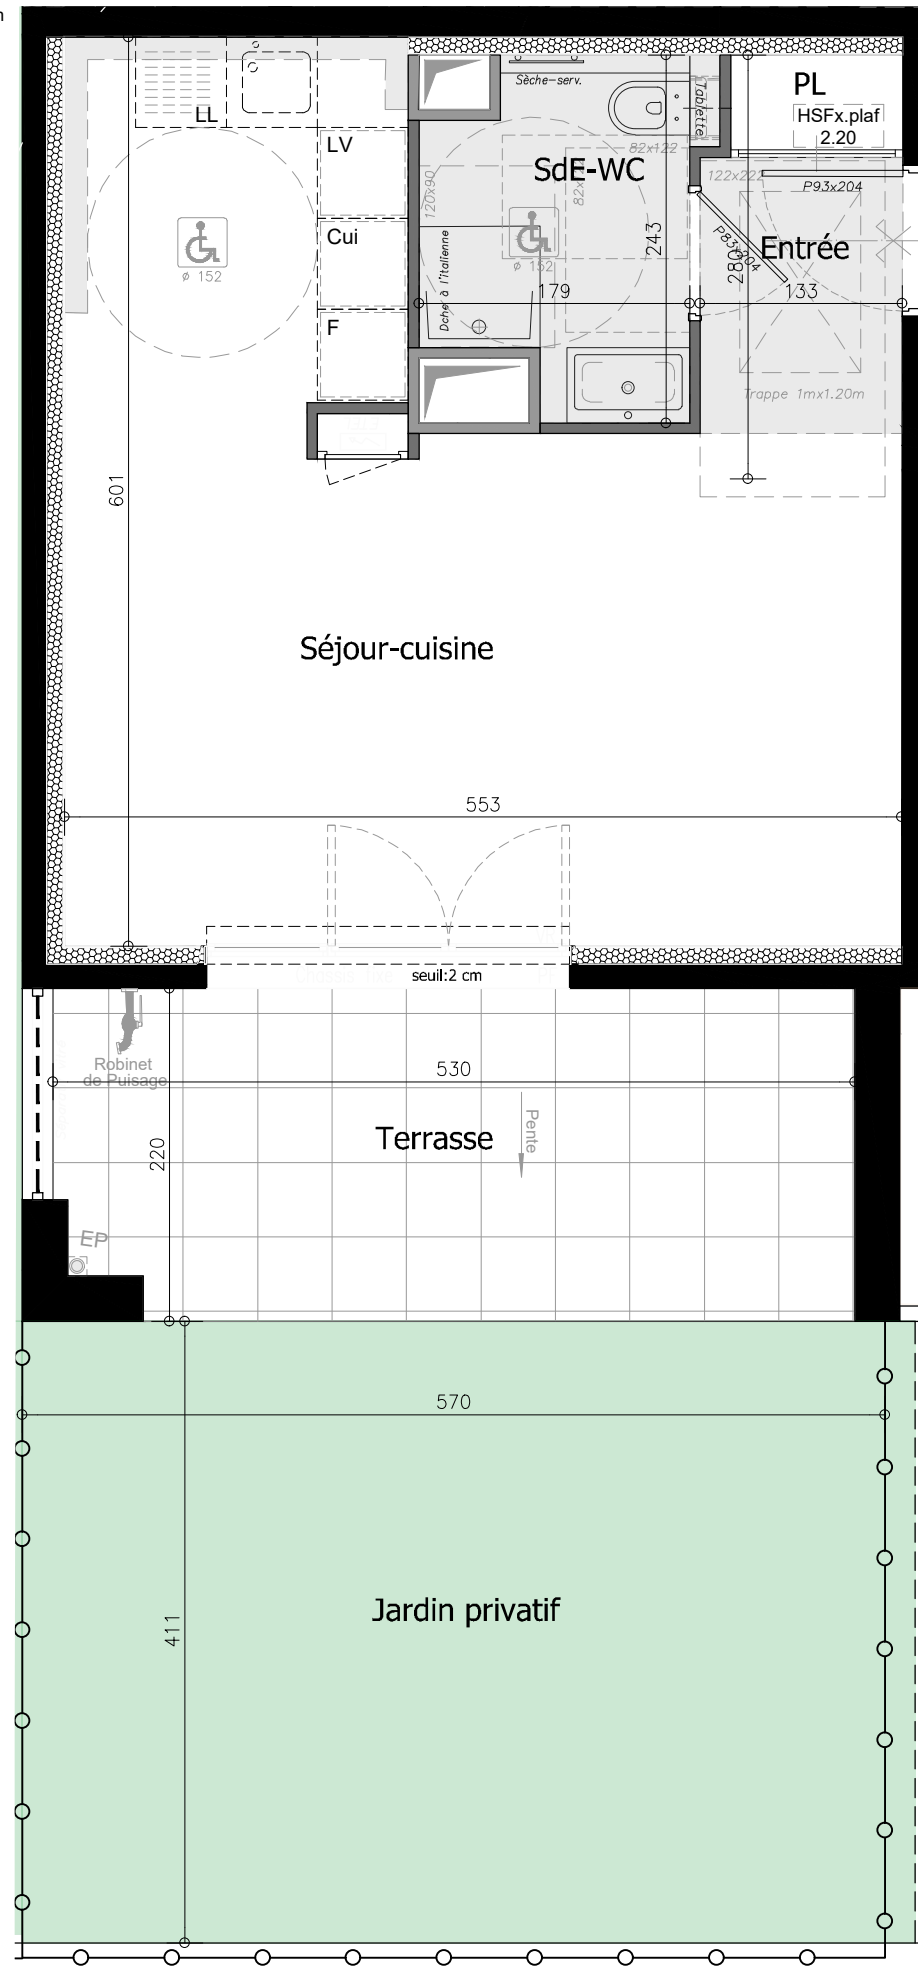 Sèche-serv.
Tablette
PL
HSFx.plaf
2.20
LL
LV
82x122
SdE-WC
122x222
P93x204
120x90
Cui
ø 152
Dche à l'italienne
ø 152
243
P83x204
Entrée
280
179
133
F
Trappe 1mx1.20m
601
Séjour-cuisine
553
seuil:2 cm
Robinet
de Puisage
530
Terrasse
Pente
220
EP
570
Jardin privatif
411